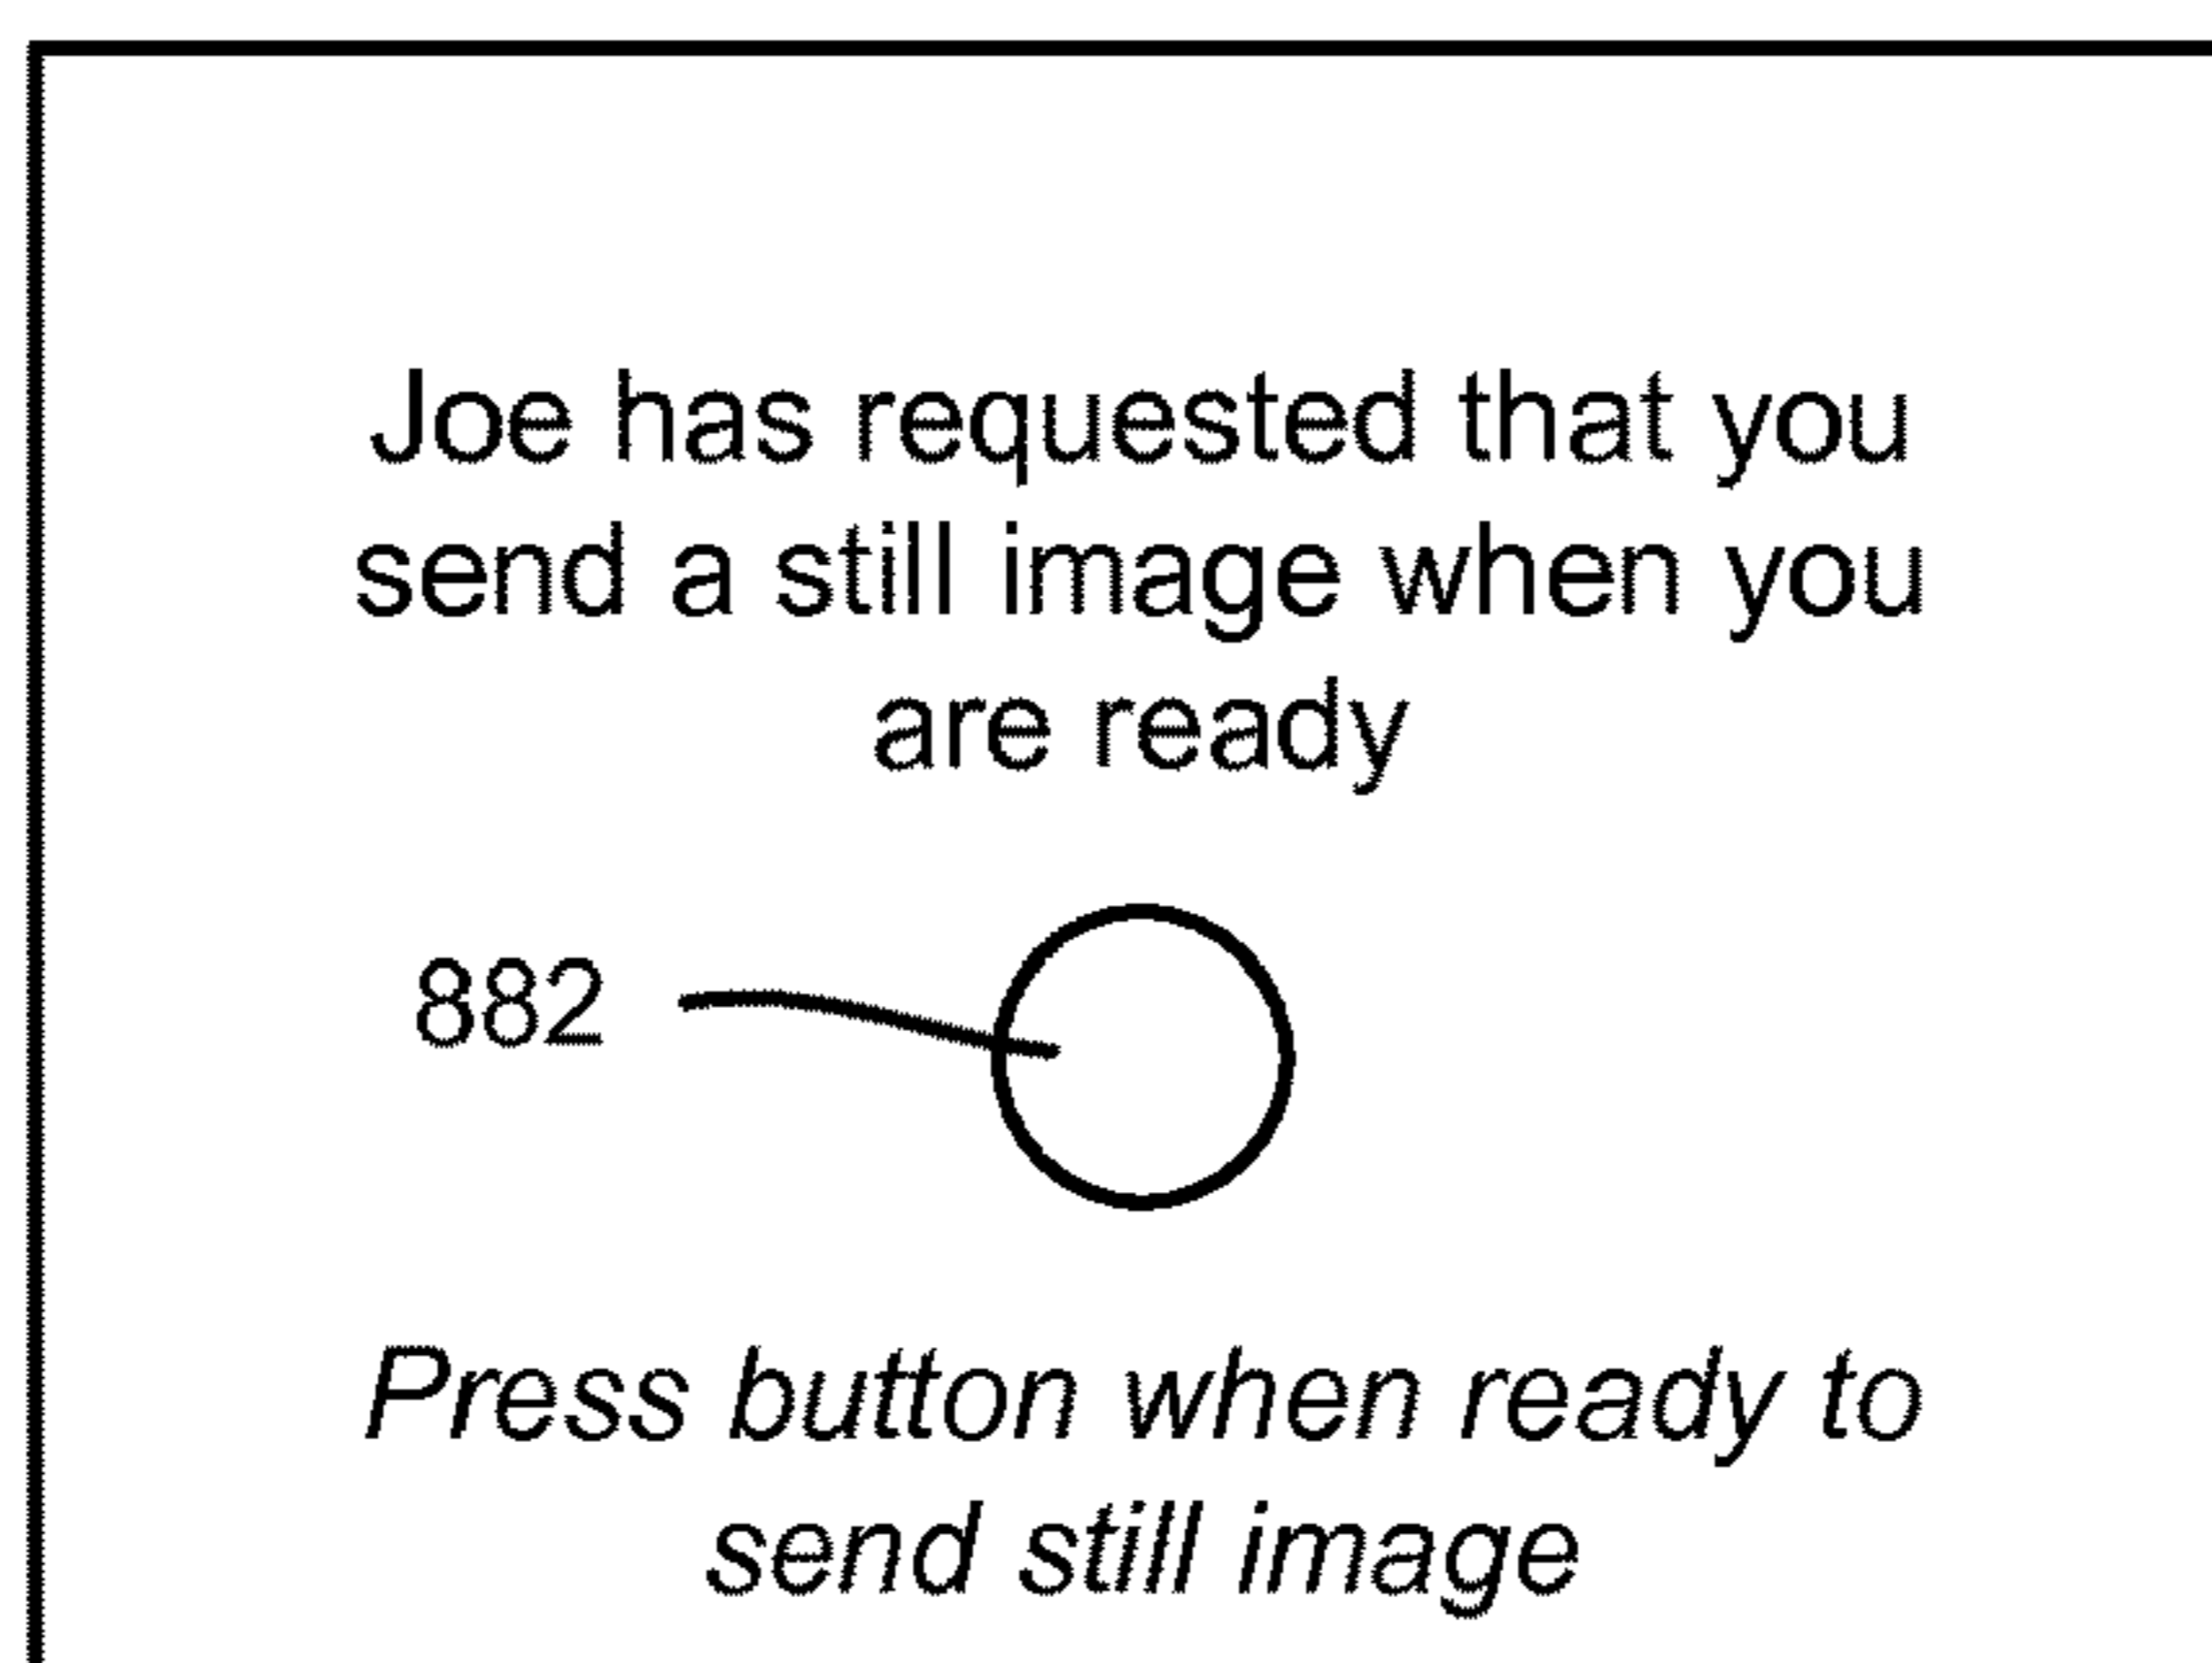 Joe has requested that you
send a still image when you
are ready
882
Press button when ready to
send still image